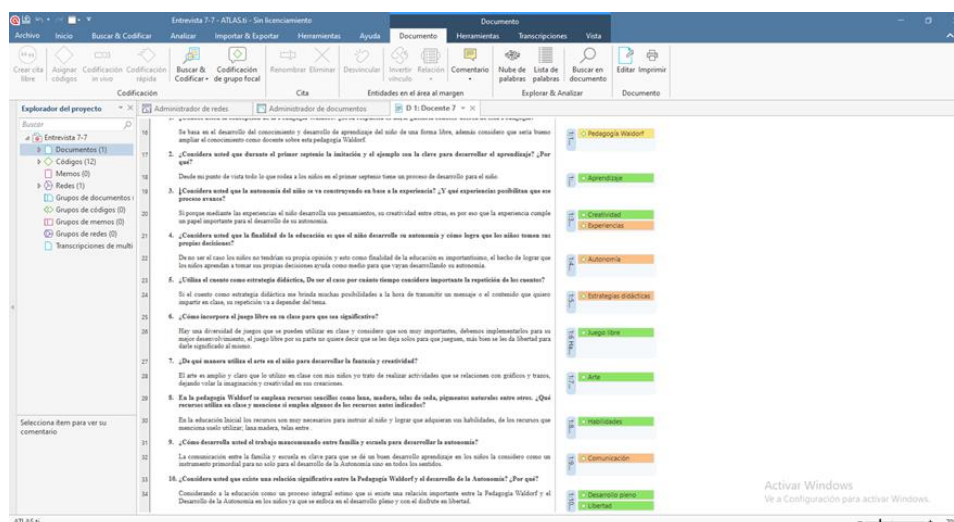 Entrevista 7-7 - ATLAS.ti - Sin licenciamiento
Documento
Archivo Inicio Buscar & Codificar Analizar Importar & Exportar Herramientas Ayuda Documento Herramientas Transcripciones Vista
Crear cita libre
Asignar códigos
Codificación in vivo
Codificación rápida
Buscar & Codificar
Codificación de grupo focal
Renombrar Eliminar
Desvincular
Invertir vínculo
Relación
Comentario
Nube de palabras
Lista de palabras
Buscar en documento
Editar Imprimir
Codificación Cita Entidades en el área al margen Explorar & Analizar Documento
Explorador del proyecto
Administrador de redes
Administrador de documentos
D 1: Docente 7
Buscar
Entrevista 7-7
Documentos (1)
Códigos (12)
Memos (0)
Redes (1)
Grupos de documentos
Grupos de códigos (0)
Grupos de memos (0)
Grupos de redes (0)
Transcripciones de multi
Selecciona ítem para ver su
comentario
16 Se basa en el desarrollo del conocimiento y desarrollo de aprendizaje del niño de una forma libre, además considero que sería bueno
ampliar el conocimiento como docente sobre esta pedagogía Waldorf.
17 2. ¿Considera usted que durante el primer septenio la imitación y el ejemplo son la clave para desarrollar el aprendizaje? ¿Por
qué?
18 Desde mi punto de vista todo lo que rodea a los niños en el primer septenio tiene un proceso de desarrollo para el niño.
19 3. ¿Considera usted que la autonomía del niño se va construyendo en base a la experiencia? ¿Y qué experiencias posibilitan que ese
proceso avance?
20 Si porque mediante las experiencias el niño desarrolla sus pensamientos, su creatividad entre otras, es por eso que la experiencia cumple
un papel importante para el desarrollo de su autonomía.
21 4. ¿Considera usted que la finalidad de la educación es que el niño desarrolle su autonomía y cómo logra que los niños toman sus
propias decisiones?
22 De no ser el caso los niños no tendrían su propia opinión y esto como finalidad de la educación es importantísimo, el hecho de lograr que
los niños aprendan a tomar sus propias decisiones ayuda como medio para que vayan desarrollando su autonomía.
23 5. ¿Utiliza el cuento como estrategia didáctica, De ser el caso por cuánto tiempo considera importante la repetición de los cuentos?
24 Si el cuento como estrategia didáctica me brinda muchas posibilidades a la hora de transmitir un mensaje o el contenido que quiero
impartir en clase, su repetición va a depender del tema.
25 6. ¿Cómo incorpora el juego libre en su clase para que sea significativo?
26 Hay una diversidad de juegos que se pueden utilizar en clase y considero que son muy importantes, debemos implementarlos para su
mejor desenvolvimiento, el juego libre por su parte no quiere decir que se les deja solos para que jueguen, más bien se les da libertad para
darle significado al mismo.
27 7. ¿De qué manera utiliza el arte en el niño para desarrollar la fantasía y creatividad?
28 El arte es amplio y claro que lo utilizo en clase con mis niños yo trato de realizar actividades que se relacionen con gráficos y trazos,
dejando volar la imaginación y creatividad en sus creaciones.
29 8. En la pedagogía Waldorf se emplean recursos sencillos como lana, madera, telas de seda, pigmentos naturales entre otros. ¿Qué
recursos utiliza en clase y mencione si emplea algunos de los recursos antes indicados?
30 En la educación Inicial los recursos son muy necesarios para instruir al niño y lograr que adquieran sus habilidades, de los recursos que
menciona suelo utilizar; lana madera, telas entre .
31 9. ¿Cómo desarrolla usted el trabajo mancomunado entre familia y escuela para desarrollar la autonomía?
32 La comunicación entre la familia y escuela es clave para que se dé un buen desarrollo aprendizaje en los niños la considero como un
instrumento primordial para no solo para el desarrollo de la Autonomía sino en todos los sentidos.
33 10. ¿Considera usted que existe una relación significativa entre la Pedagogía Waldorf y el desarrollo de la Autonomía? ¿Por qué?
34 Considerando a la educación como un proceso integral estimo que si existe una relación importante entre la Pedagogía Waldorf y el
Desarrollo de la Autonomía en los niños ya que se enfoca en el desarrollo pleno y con el disfrute en libertad.
Pedagogía Waldorf
Aprendizaje
Creatividad
Experiencias
Autonomía
Estrategias didácticas
Juego libre
Arte
Habilidades
Comunicación
Desarrollo pleno
Libertad
Activar Windows
Ve a Configuración para activar Windows.
ATLAS.ti